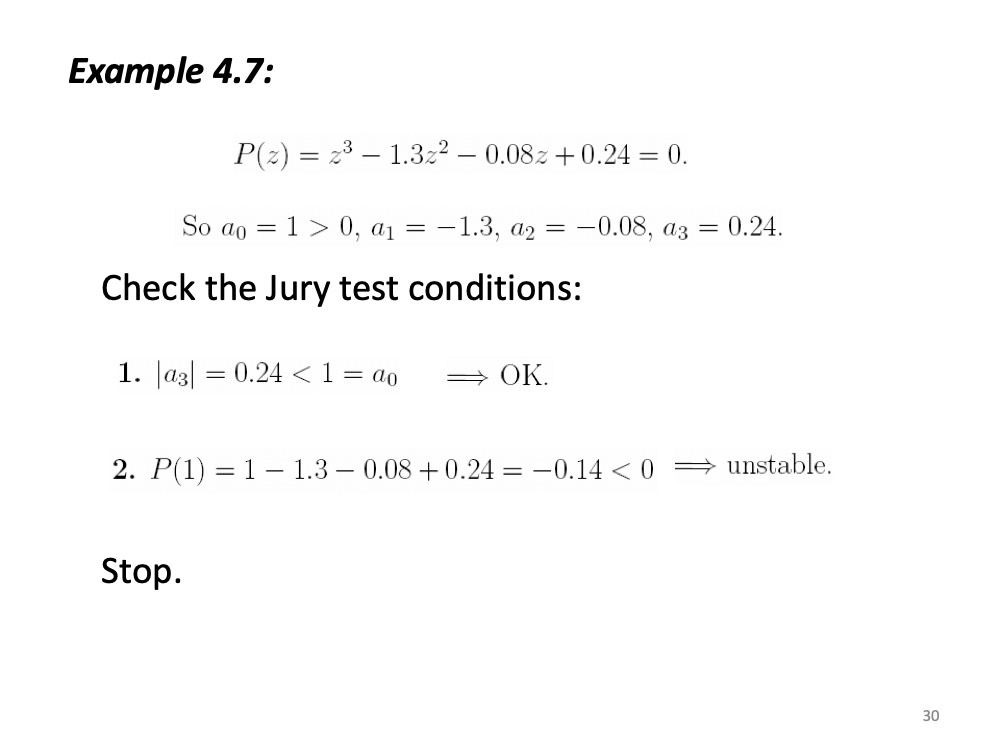 Example 4.7:
P(z) = z³ − 1.3z² − 0.08z + 0.24 = 0.
So a₀ = 1 > 0, a₁ = −1.3, a₂ = −0.08, a₃ = 0.24.
Check the Jury test conditions:
1. |a₃| = 0.24 < 1 = a₀ ⟹ OK.
2. P(1) = 1 − 1.3 − 0.08 + 0.24 = −0.14 < 0 ⟹ unstable.
Stop.
30